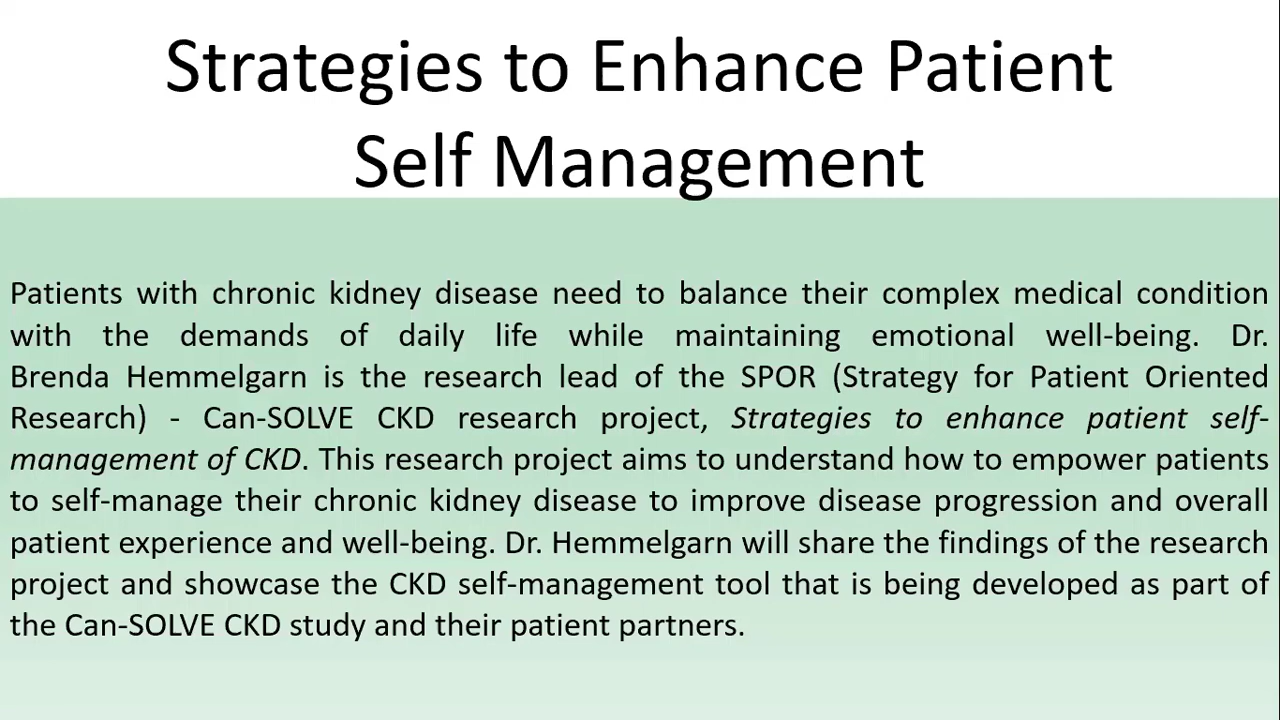 Strategies to Enhance Patient
Self Management
Patients with chronic kidney disease need to balance their complex medical condition
with the demands of daily life while maintaining emotional well-being. Dr.
Brenda Hemmelgarn is the research lead of the SPOR (Strategy for Patient Oriented
Research) - Can-SOLVE CKD research project, Strategies to enhance patient self-
management of CKD. This research project aims to understand how to empower patients
to self-manage their chronic kidney disease to improve disease progression and overall
patient experience and well-being. Dr. Hemmelgarn will share the findings of the research
project and showcase the CKD self-management tool that is being developed as part of
the Can-SOLVE CKD study and their patient partners.